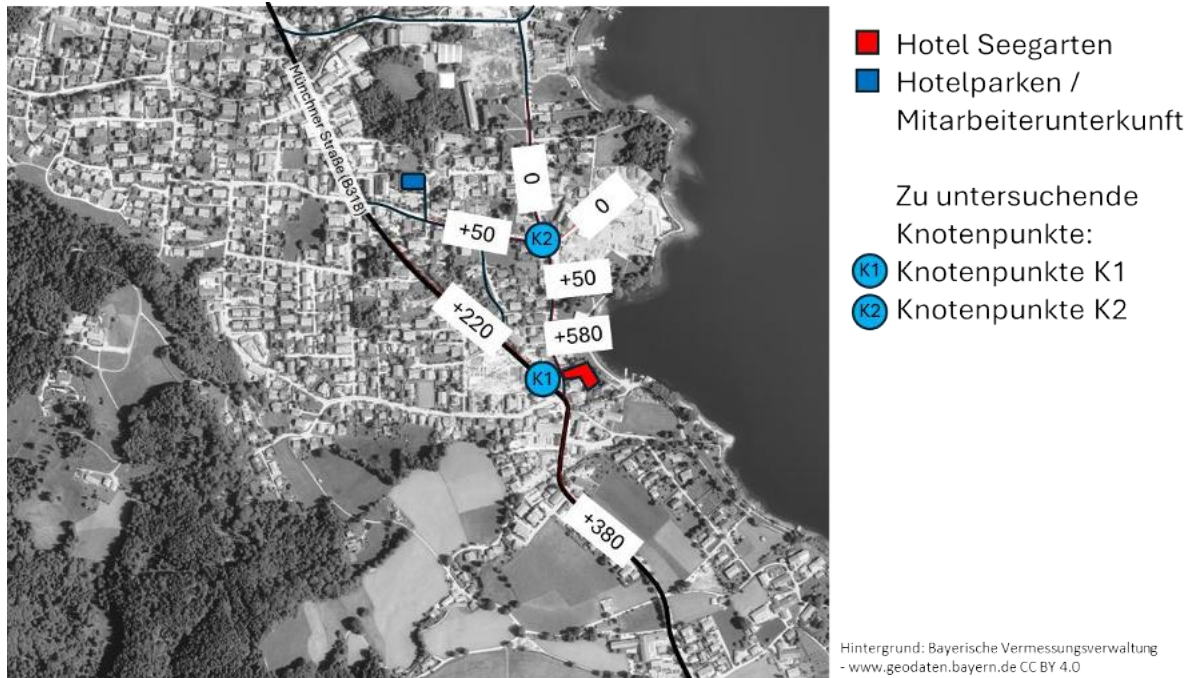 Münchner Straße (B318)
0
0
+50
K2
+50
+220
+580
K1
+380
Hotel Seegarten
Hotelparken /
Mitarbeiterunterkunft
Zu untersuchende
Knotenpunkte:
K1 Knotenpunkte K1
K2 Knotenpunkte K2
Hintergrund: Bayerische Vermessungsverwaltung
- www.geodaten.bayern.de CC BY 4.0